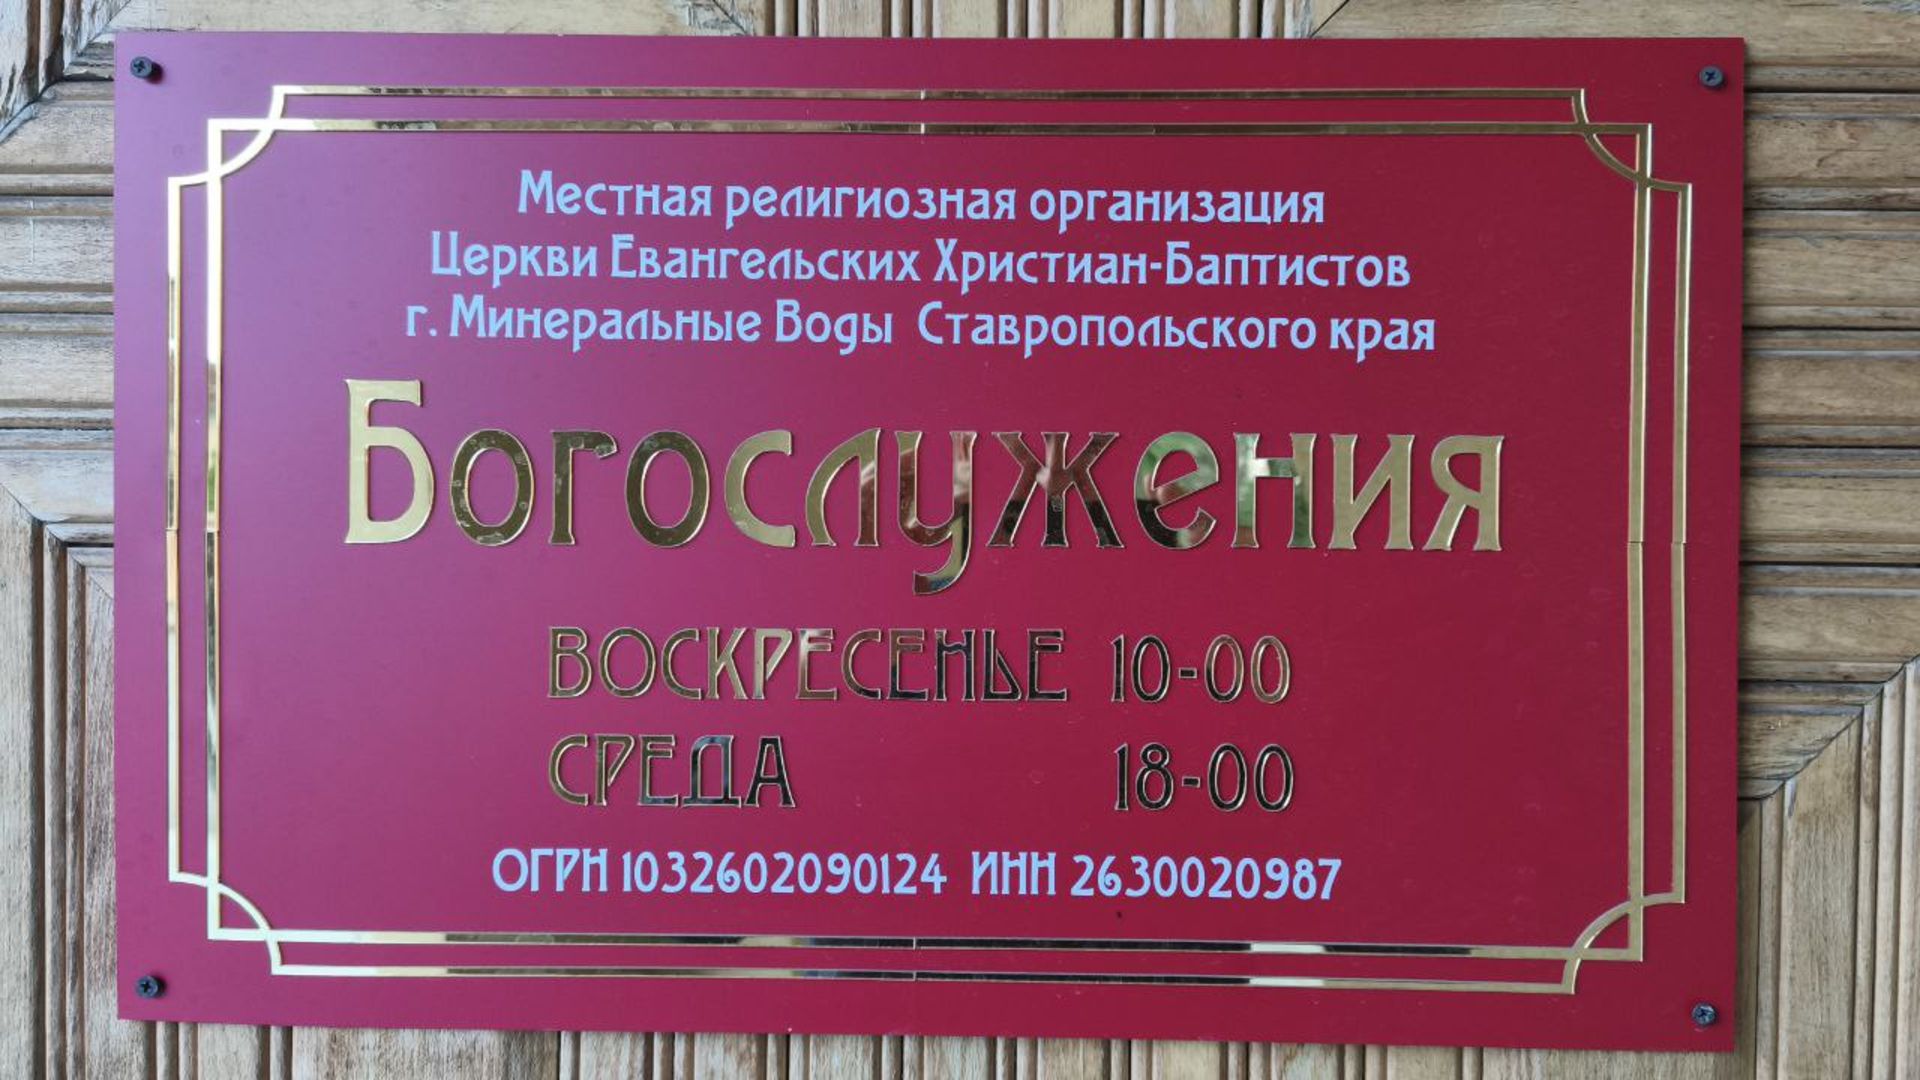 Местная религиозная организация
Церкви Евангельских Христиан-Баптистов
г. Минеральные Воды Ставропольского края
Богослужения
ВОСКРЕСЕНЬЕ 10-00
СРЕДА 18-00
ОГРН 1032602090124 ИНН 2630020987